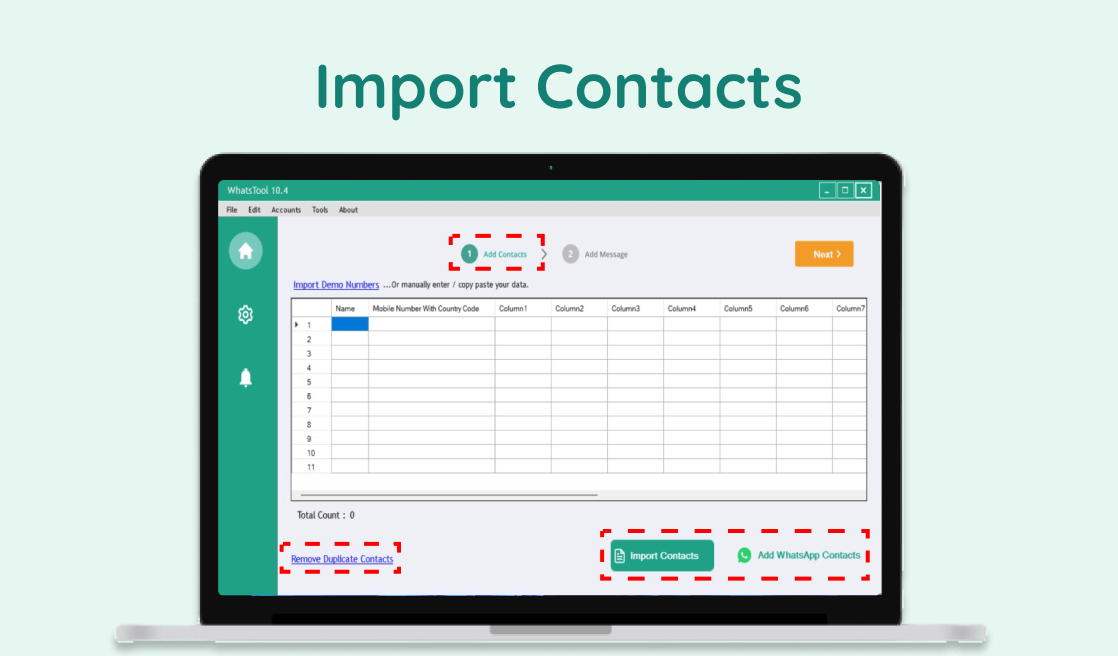 Import Contacts
WhatsTool 10.4
File Edit Accounts Tools About
1 Add Contacts 2 Add Message Next >
Import Demo Numbers ...Or manually enter / copy paste your data.
Name Mobile Number With Country Code Column1 Column2 Column3 Column4 Column5 Column6 Column7
1
2
3
4
5
6
7
8
9
10
11
Total Count : 0
Remove Duplicate Contacts Import Contacts Add WhatsApp Contacts